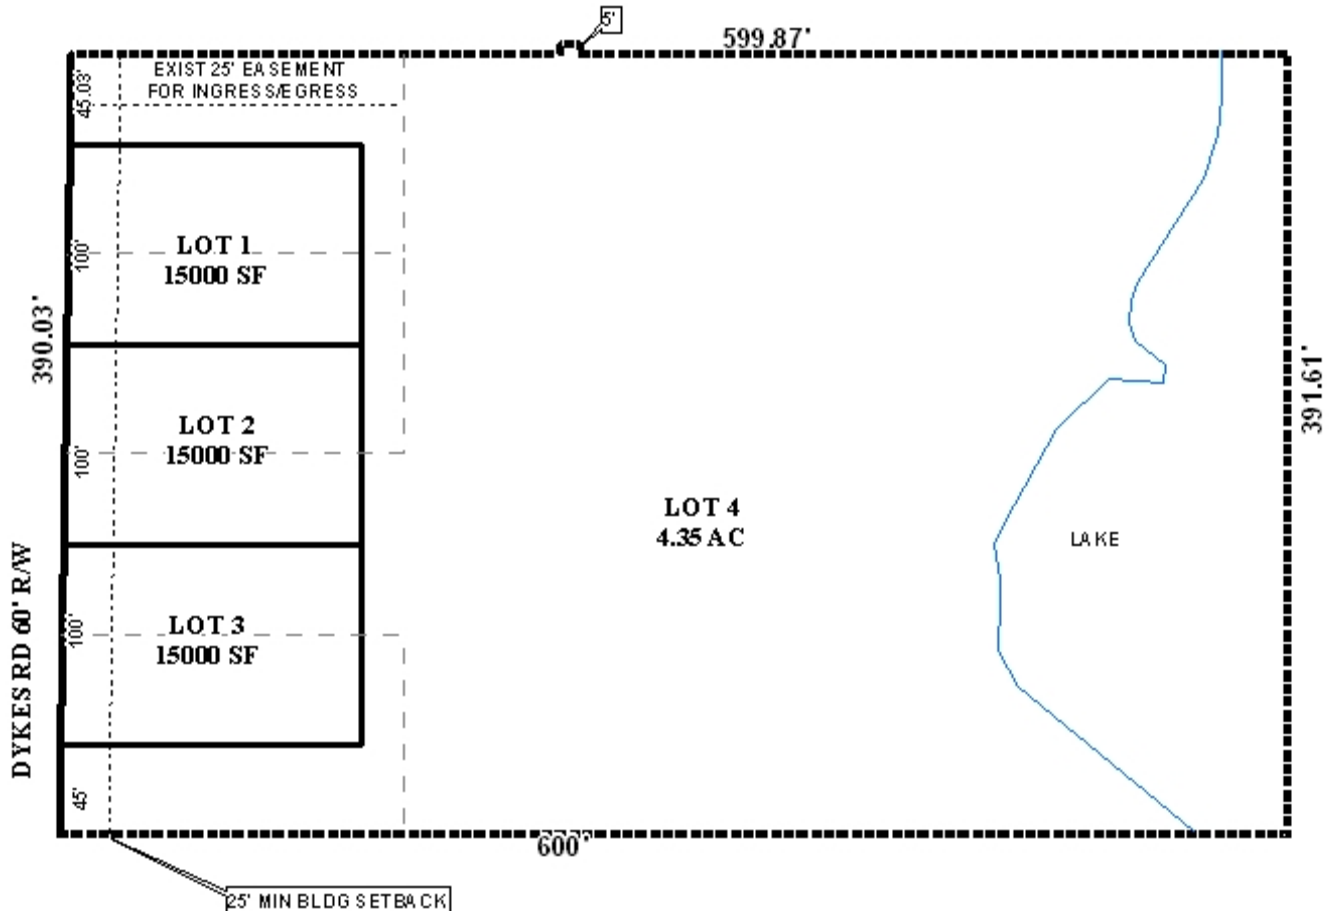 5'
599.87'
EXIST 25' EASEMENT
FOR INGRESS/EGRESS
45.03'
LOT 1
15000 SF
100'
390.03'
LOT 2
15000 SF
100'
391.61'
LOT 4
4.35 AC
LAKE
LOT 3
15000 SF
100'
DYKES RD 60' R/W
45'
600'
25' MIN BLDG SETBACK